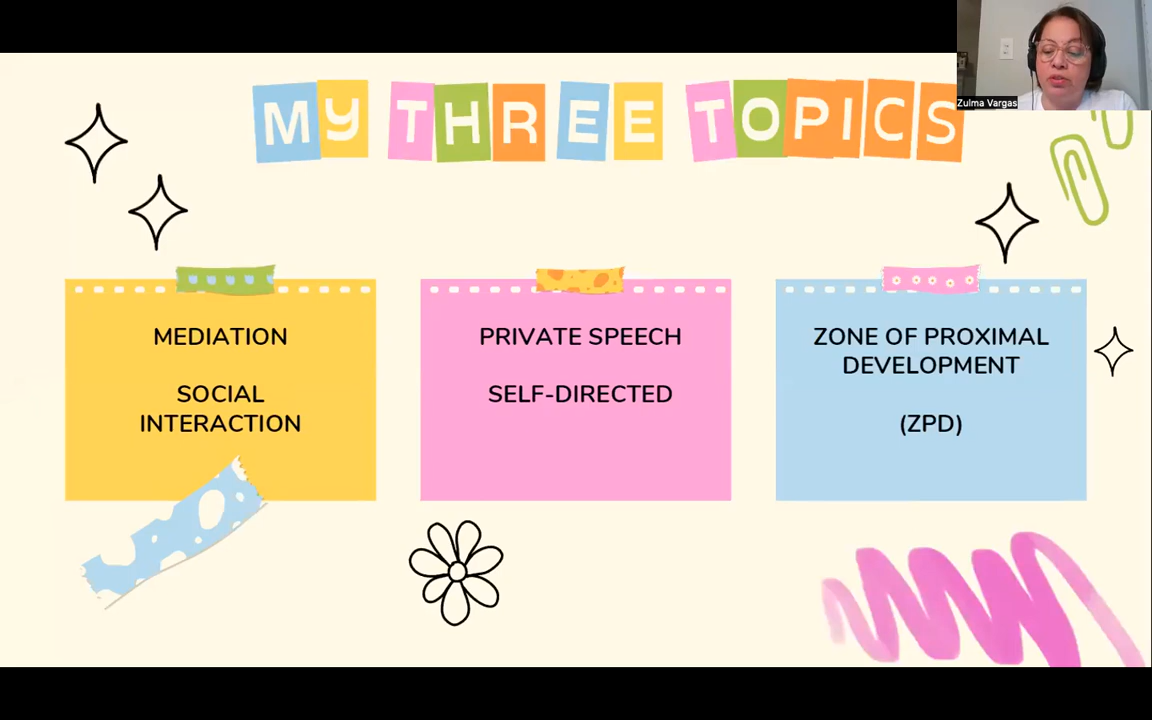 MY THREE TOPICS
Zulma Vargas
MEDIATION
SOCIAL
INTERACTION
PRIVATE SPEECH
SELF-DIRECTED
ZONE OF PROXIMAL
DEVELOPMENT
(ZPD)